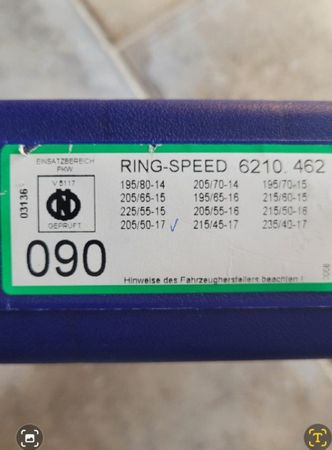 EINSATZBEREICH
PKW
RING-SPEED 6210. 462
V 5117
GEPRÜFT
03136
090
195/80-14 205/70-14 195/70-15
205/65-15 195/65-16 215/60-15
225/55-15 205/55-16 215/50-16
205/50-17 ✓ 215/45-17 235/40-17
Hinweise des Fahrzeugherstellers beachten !